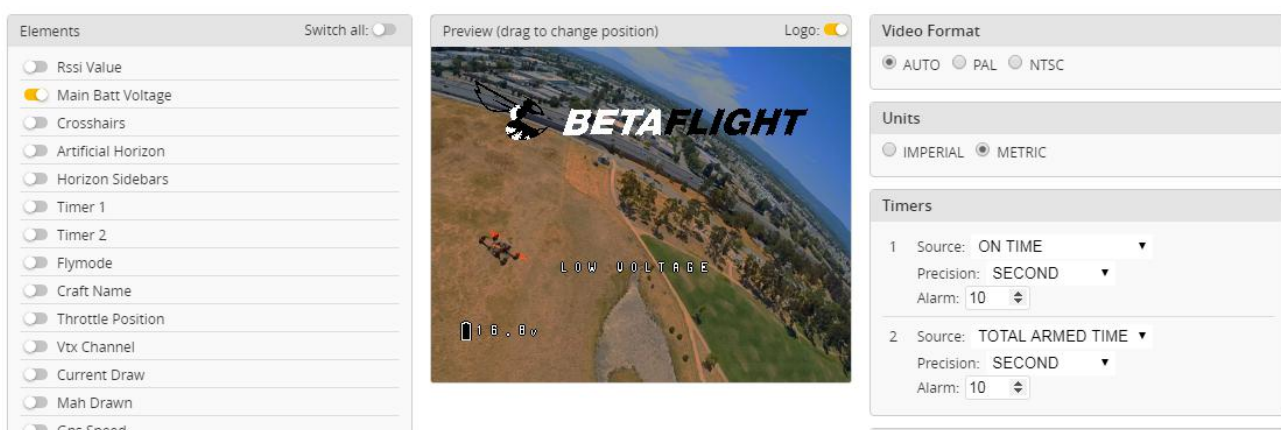 Elements Switch all:
Rssi Value
Main Batt Voltage
Crosshairs
Artificial Horizon
Horizon Sidebars
Timer 1
Timer 2
Flymode
Craft Name
Throttle Position
Vtx Channel
Current Draw
Mah Drawn
Gps Speed
Preview (drag to change position) Logo:
BETAFLIGHT
LOW VOLTAGE
16.8v
Video Format
AUTO PAL NTSC
Units
IMPERIAL METRIC
Timers
1 Source: ON TIME
Precision: SECOND
Alarm: 10
2 Source: TOTAL ARMED TIME
Precision: SECOND
Alarm: 10